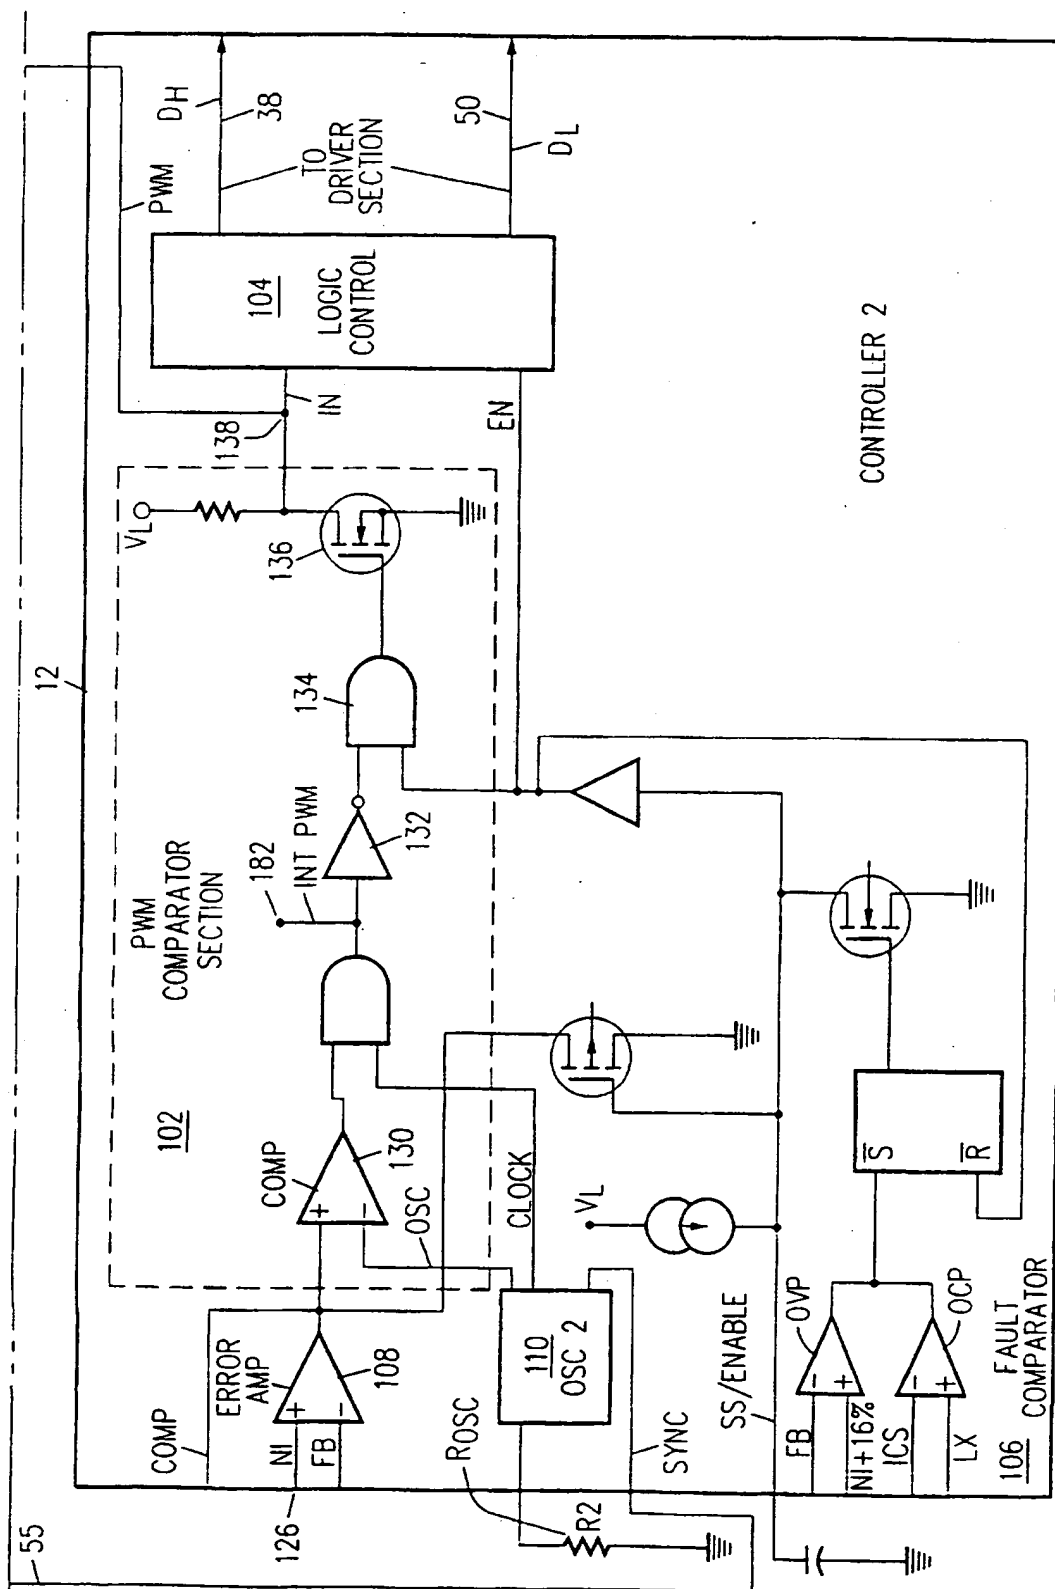 55
12
PWM
DH
38
TO
DRIVER
SECTION
50
DL
104
LOGIC
CONTROL
IN
138
EN
VL
136
134
132
INT PWM
182
PWM
COMPARATOR
SECTION
102
COMP
130
OSC
CLOCK
COMP
ERROR
AMP
108
NI
FB
126
110
OSC 2
ROSC
R2
SYNC
VL
SS/ENABLE
S
R
OVP
OCP
FB
NI+16%
ICS
LX
FAULT
COMPARATOR
106
CONTROLLER 2